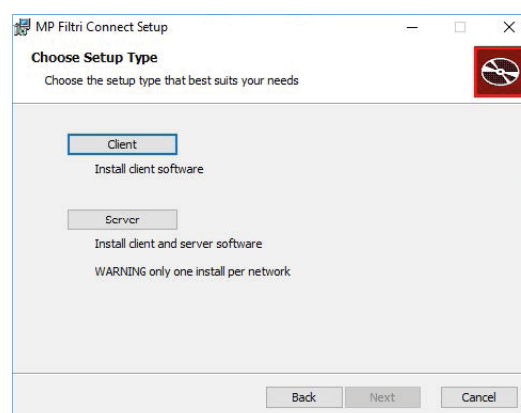 MP Filtri Connect Setup
Choose Setup Type
Choose the setup type that best suits your needs
Client
Install client software
Server
Install client and server software
WARNING only one install per network
Back Next Cancel